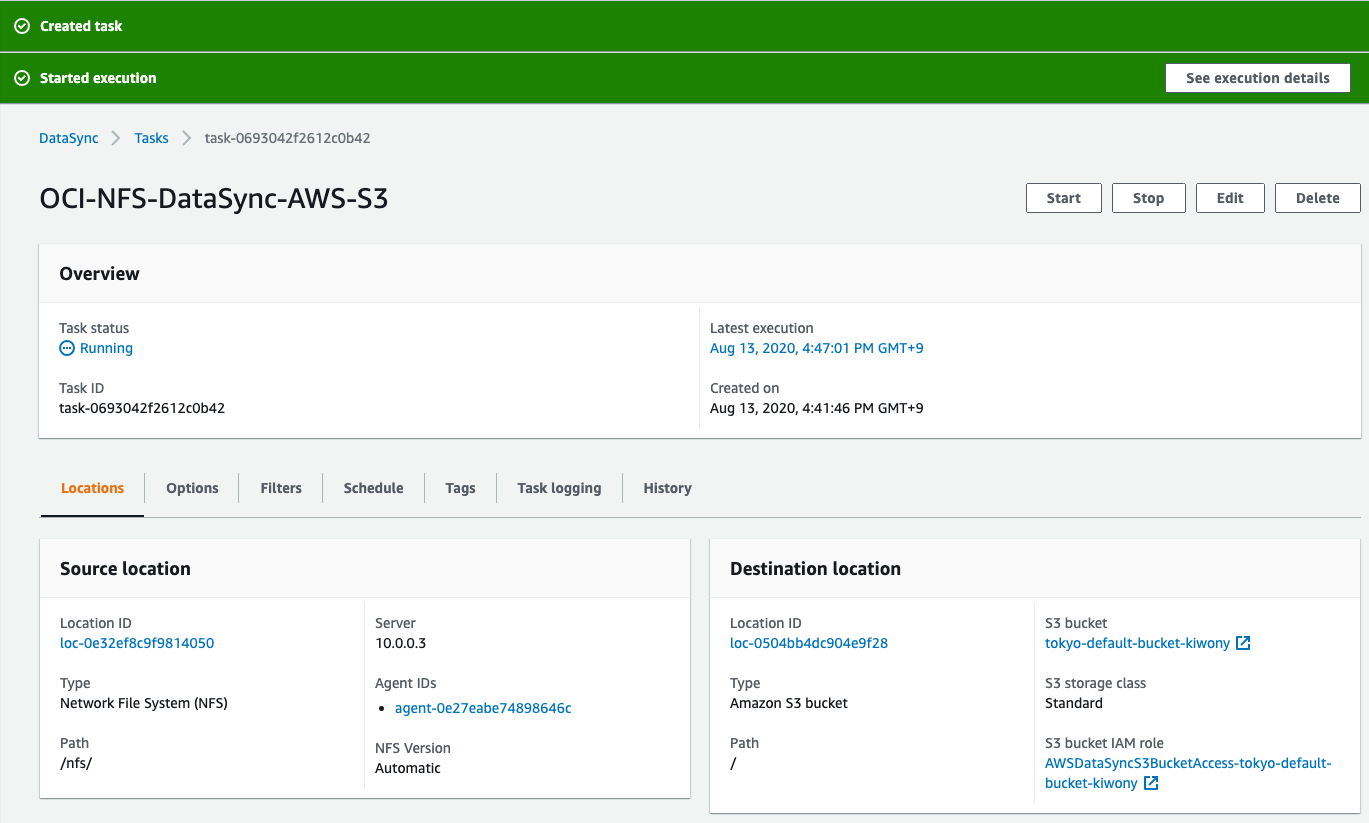 Created task
Started execution
See execution details
DataSync
Tasks
task-0693042f2612c0b42
OCI-NFS-DataSync-AWS-S3
Start
Stop
Edit
Delete
Overview
Task status
Running
Task ID
task-0693042f2612c0b42
Latest execution
Aug 13, 2020, 4:47:01 PM GMT+9
Created on
Aug 13, 2020, 4:41:46 PM GMT+9
Locations
Options
Filters
Schedule
Tags
Task logging
History
Source location
Location ID
loc-0e32ef8c9f9814050
Type
Network File System (NFS)
Path
/nfs/
Server
10.0.0.3
Agent IDs
agent-0e27eabe74898646c
NFS Version
Automatic
Destination location
Location ID
loc-0504bb4dc904e9f28
Type
Amazon S3 bucket
Path
/
S3 bucket
tokyo-default-bucket-kiwony
S3 storage class
Standard
S3 bucket IAM role
AWSDataSyncS3BucketAccess-tokyo-default-
bucket-kiwony